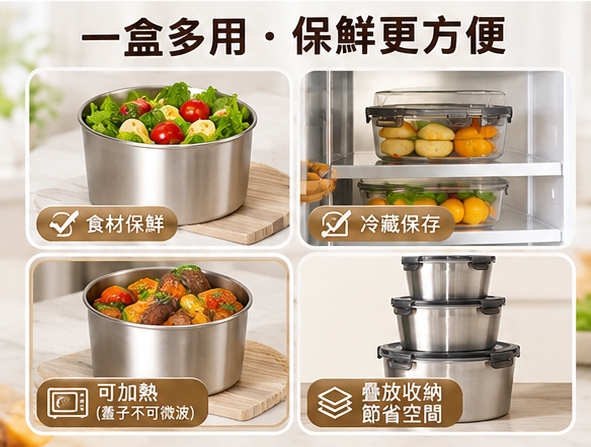 一盒多用・保鮮更方便
食材保鮮
冷藏保存
可加熱
(蓋子不可微波)
疊放收納
節省空間